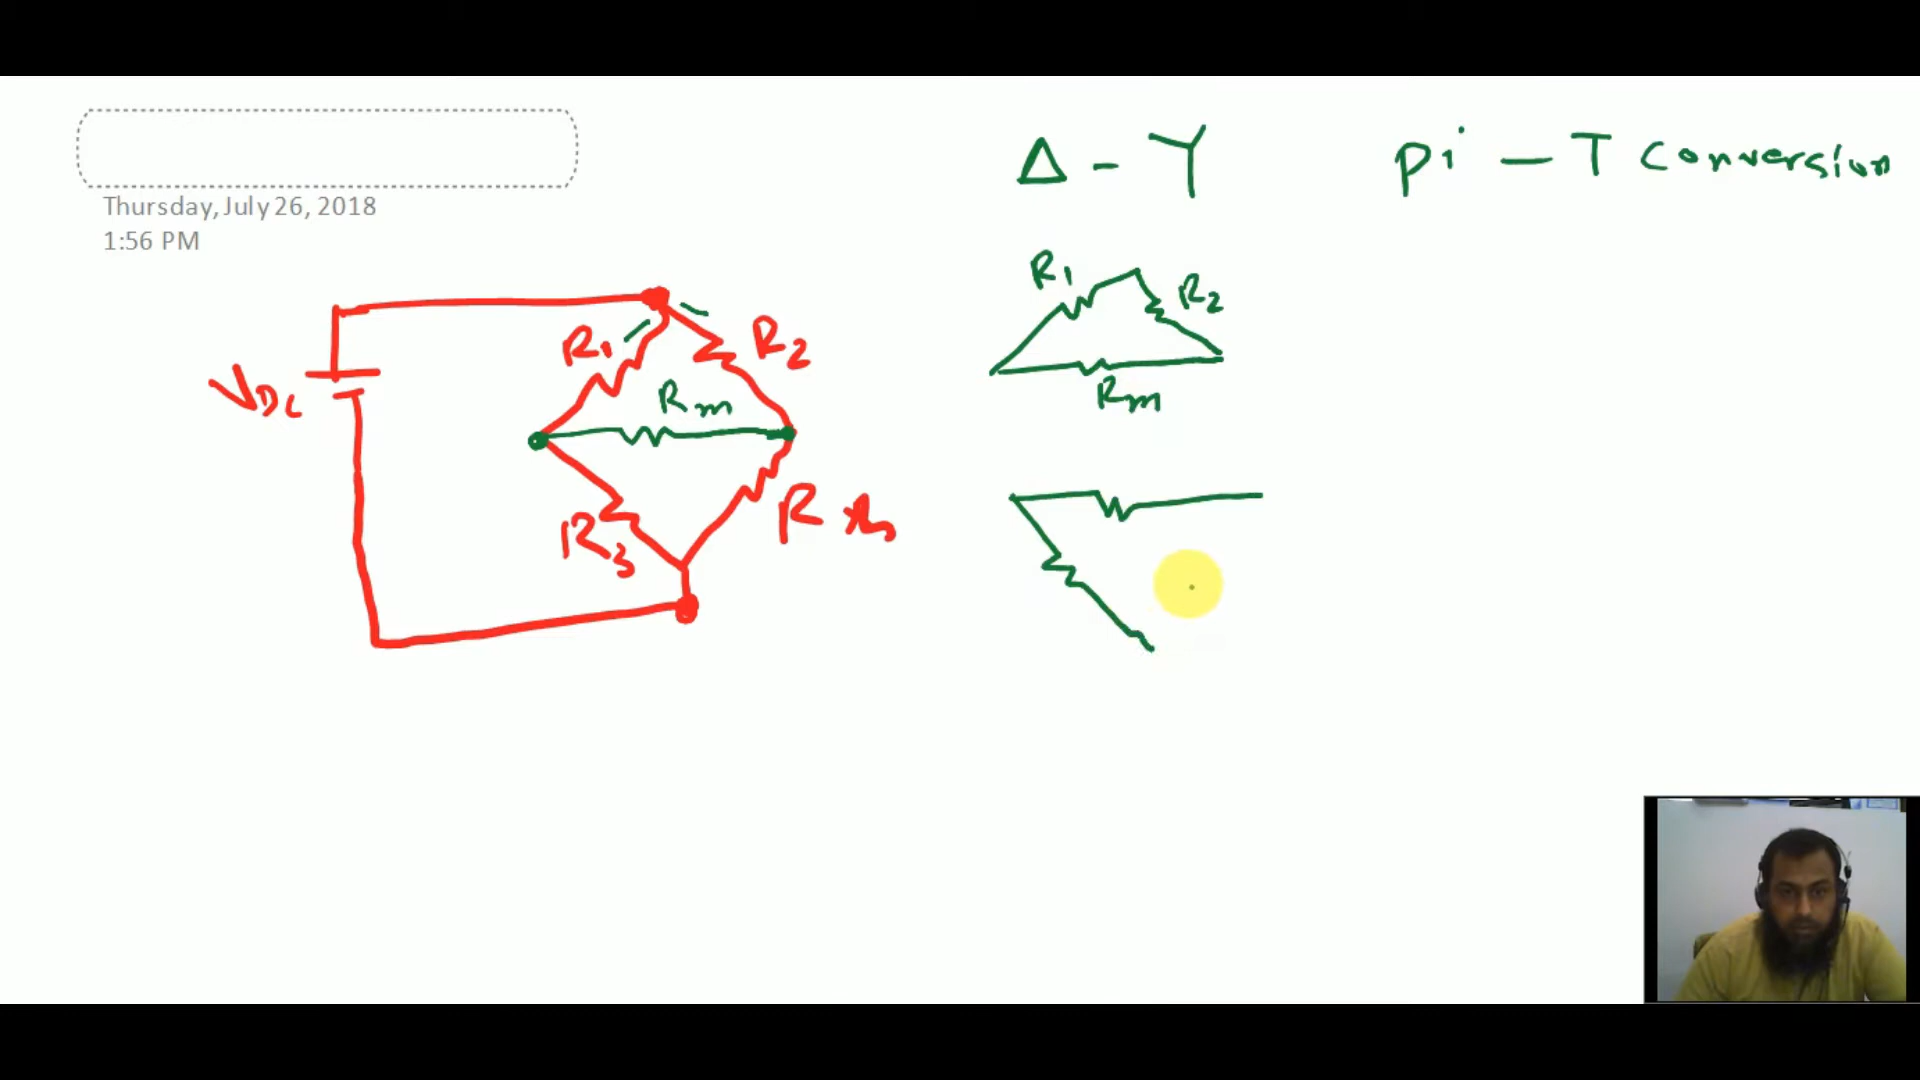 Δ - Y pi - T conversion
Thursday, July 26, 2018
1:56 PM
R1
R2
Rm
R1
R2
VDC
Rm
R3
R